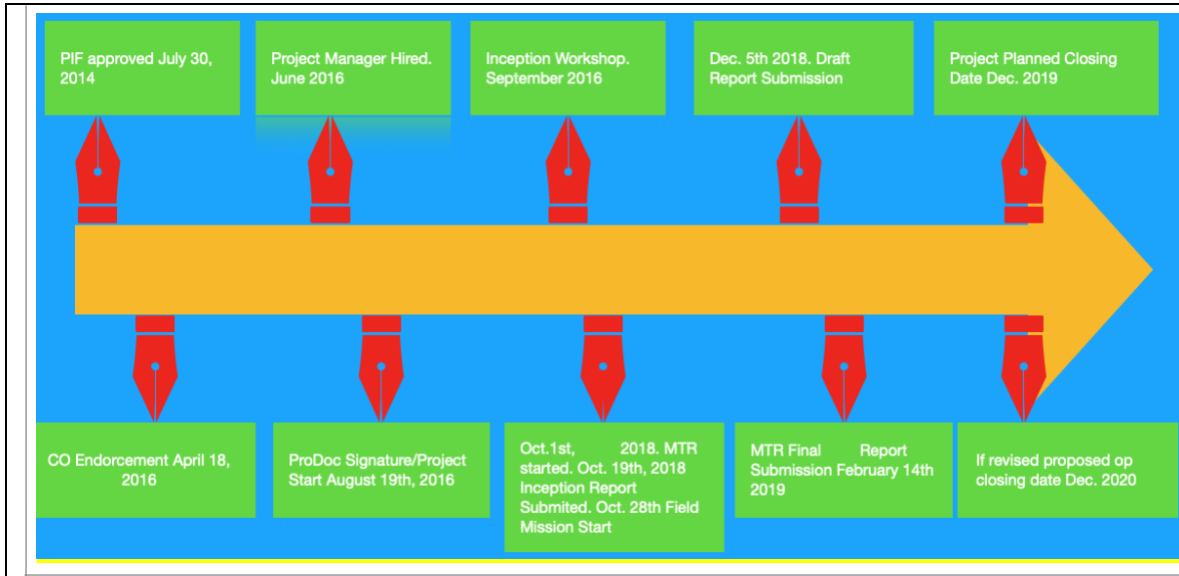 PIF approved July 30,
2014
Project Manager Hired.
June 2016
Inception Workshop.
September 2016
Dec. 5th 2018. Draft
Report Submission
Project Planned Closing
Date Dec. 2019
CO Endorsement April 18,
2016
ProDoc Signature/Project
Start August 19th, 2016
Oct.1st, 2018. MTR
started. Oct. 19th, 2018
Inception Report
Submited. Oct. 28th Field
Mission Start
MTR Final Report
Submission February 14th
2019
If revised proposed op
closing date Dec. 2020